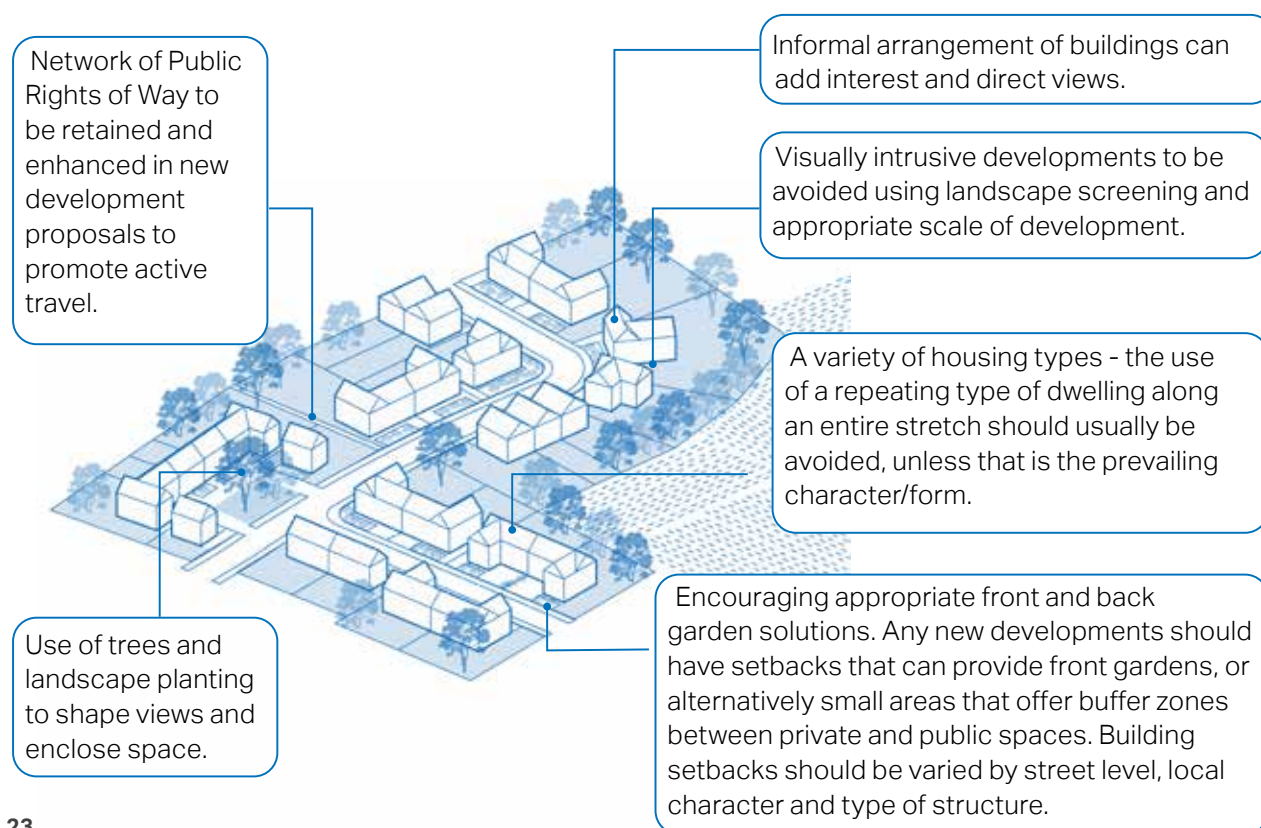 Network of Public
Rights of Way to
be retained and
enhanced in new
development
proposals to
promote active
travel.
Informal arrangement of buildings can
add interest and direct views.
Visually intrusive developments to be
avoided using landscape screening and
appropriate scale of development.
A variety of housing types - the use
of a repeating type of dwelling along
an entire stretch should usually be
avoided, unless that is the prevailing
character/form.
Use of trees and
landscape planting
to shape views and
enclose space.
Encouraging appropriate front and back
garden solutions. Any new developments should
have setbacks that can provide front gardens, or
alternatively small areas that offer buffer zones
between private and public spaces. Building
setbacks should be varied by street level, local
character and type of structure.
23